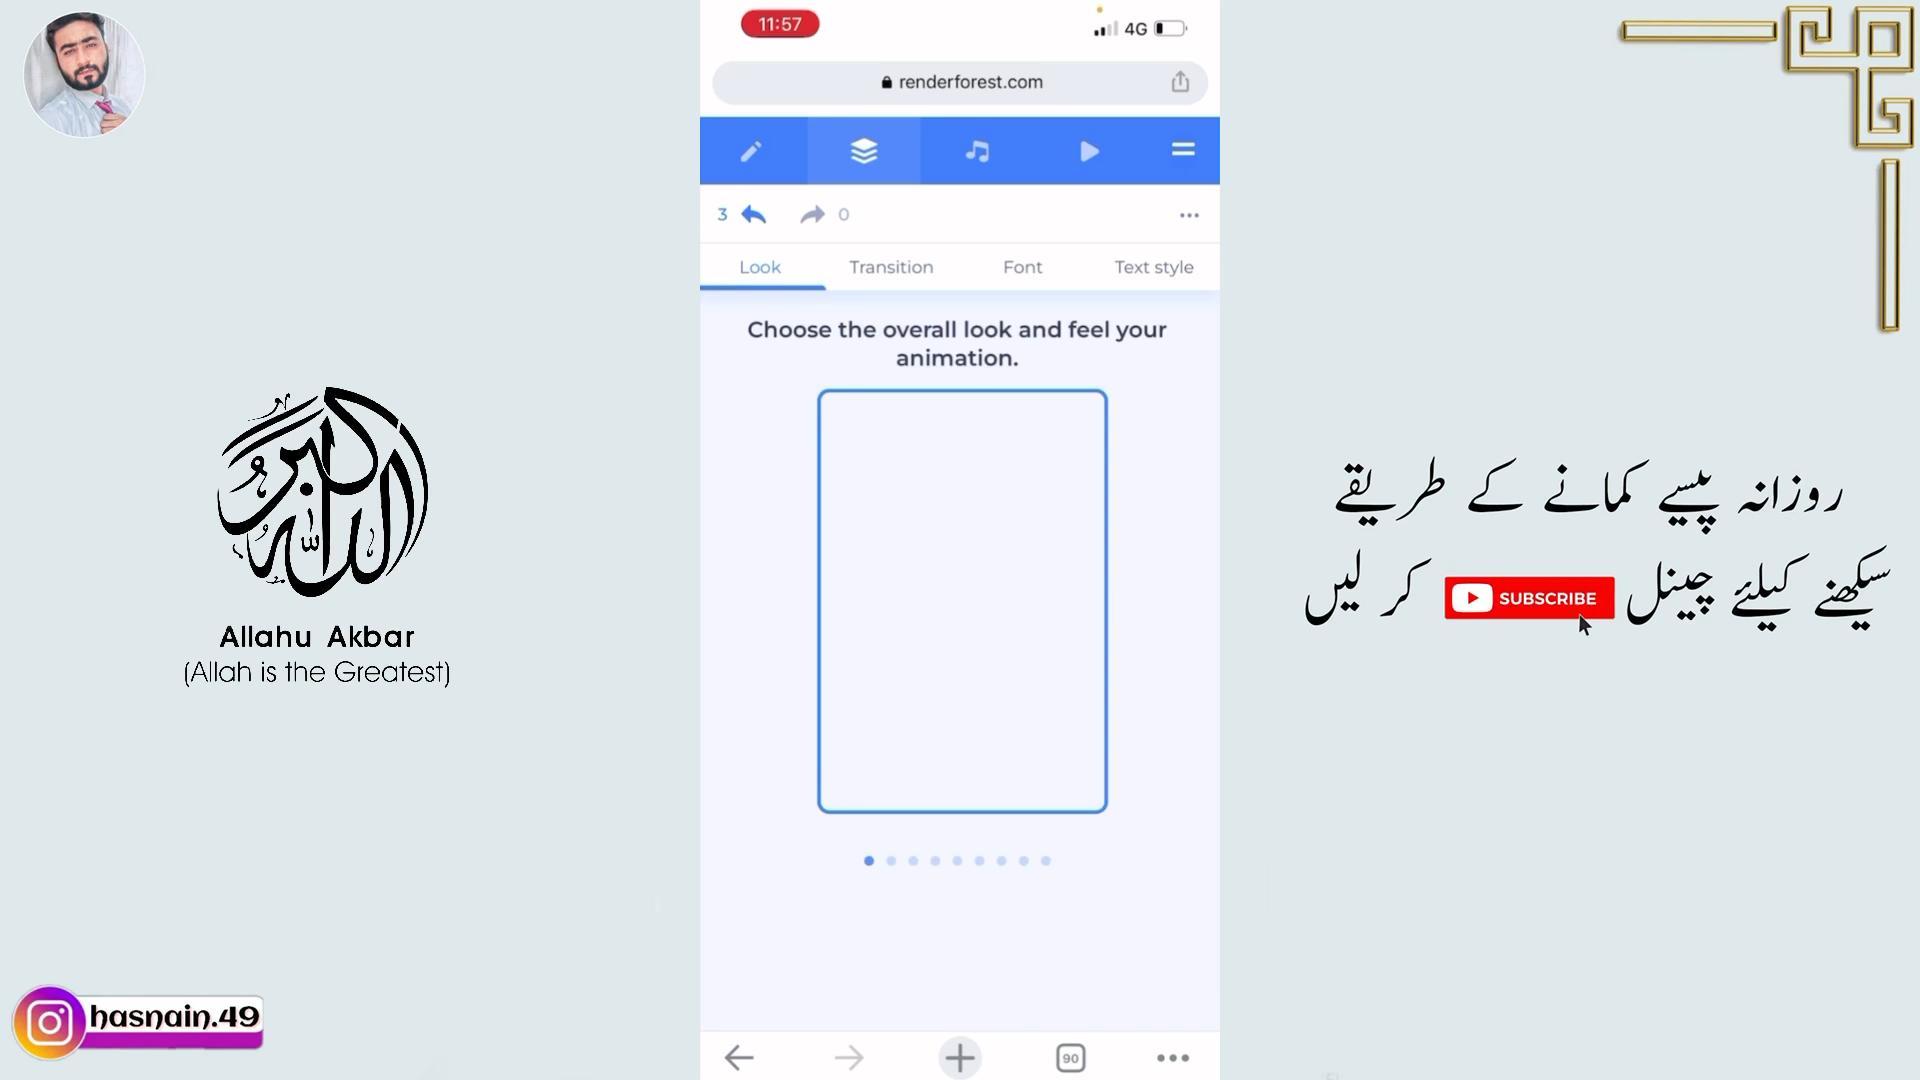 11:57
4G
renderforest.com
3
0
Look
Transition
Font
Text style
Choose the overall look and feel your
animation.
90
الله اكبر
Allahu Akbar
(Allah is the Greatest)
روزانہ پیسے کمانے کے طریقے
سیکھنے کیلئے چینل SUBSCRIBE کر لیں
hasnain.49